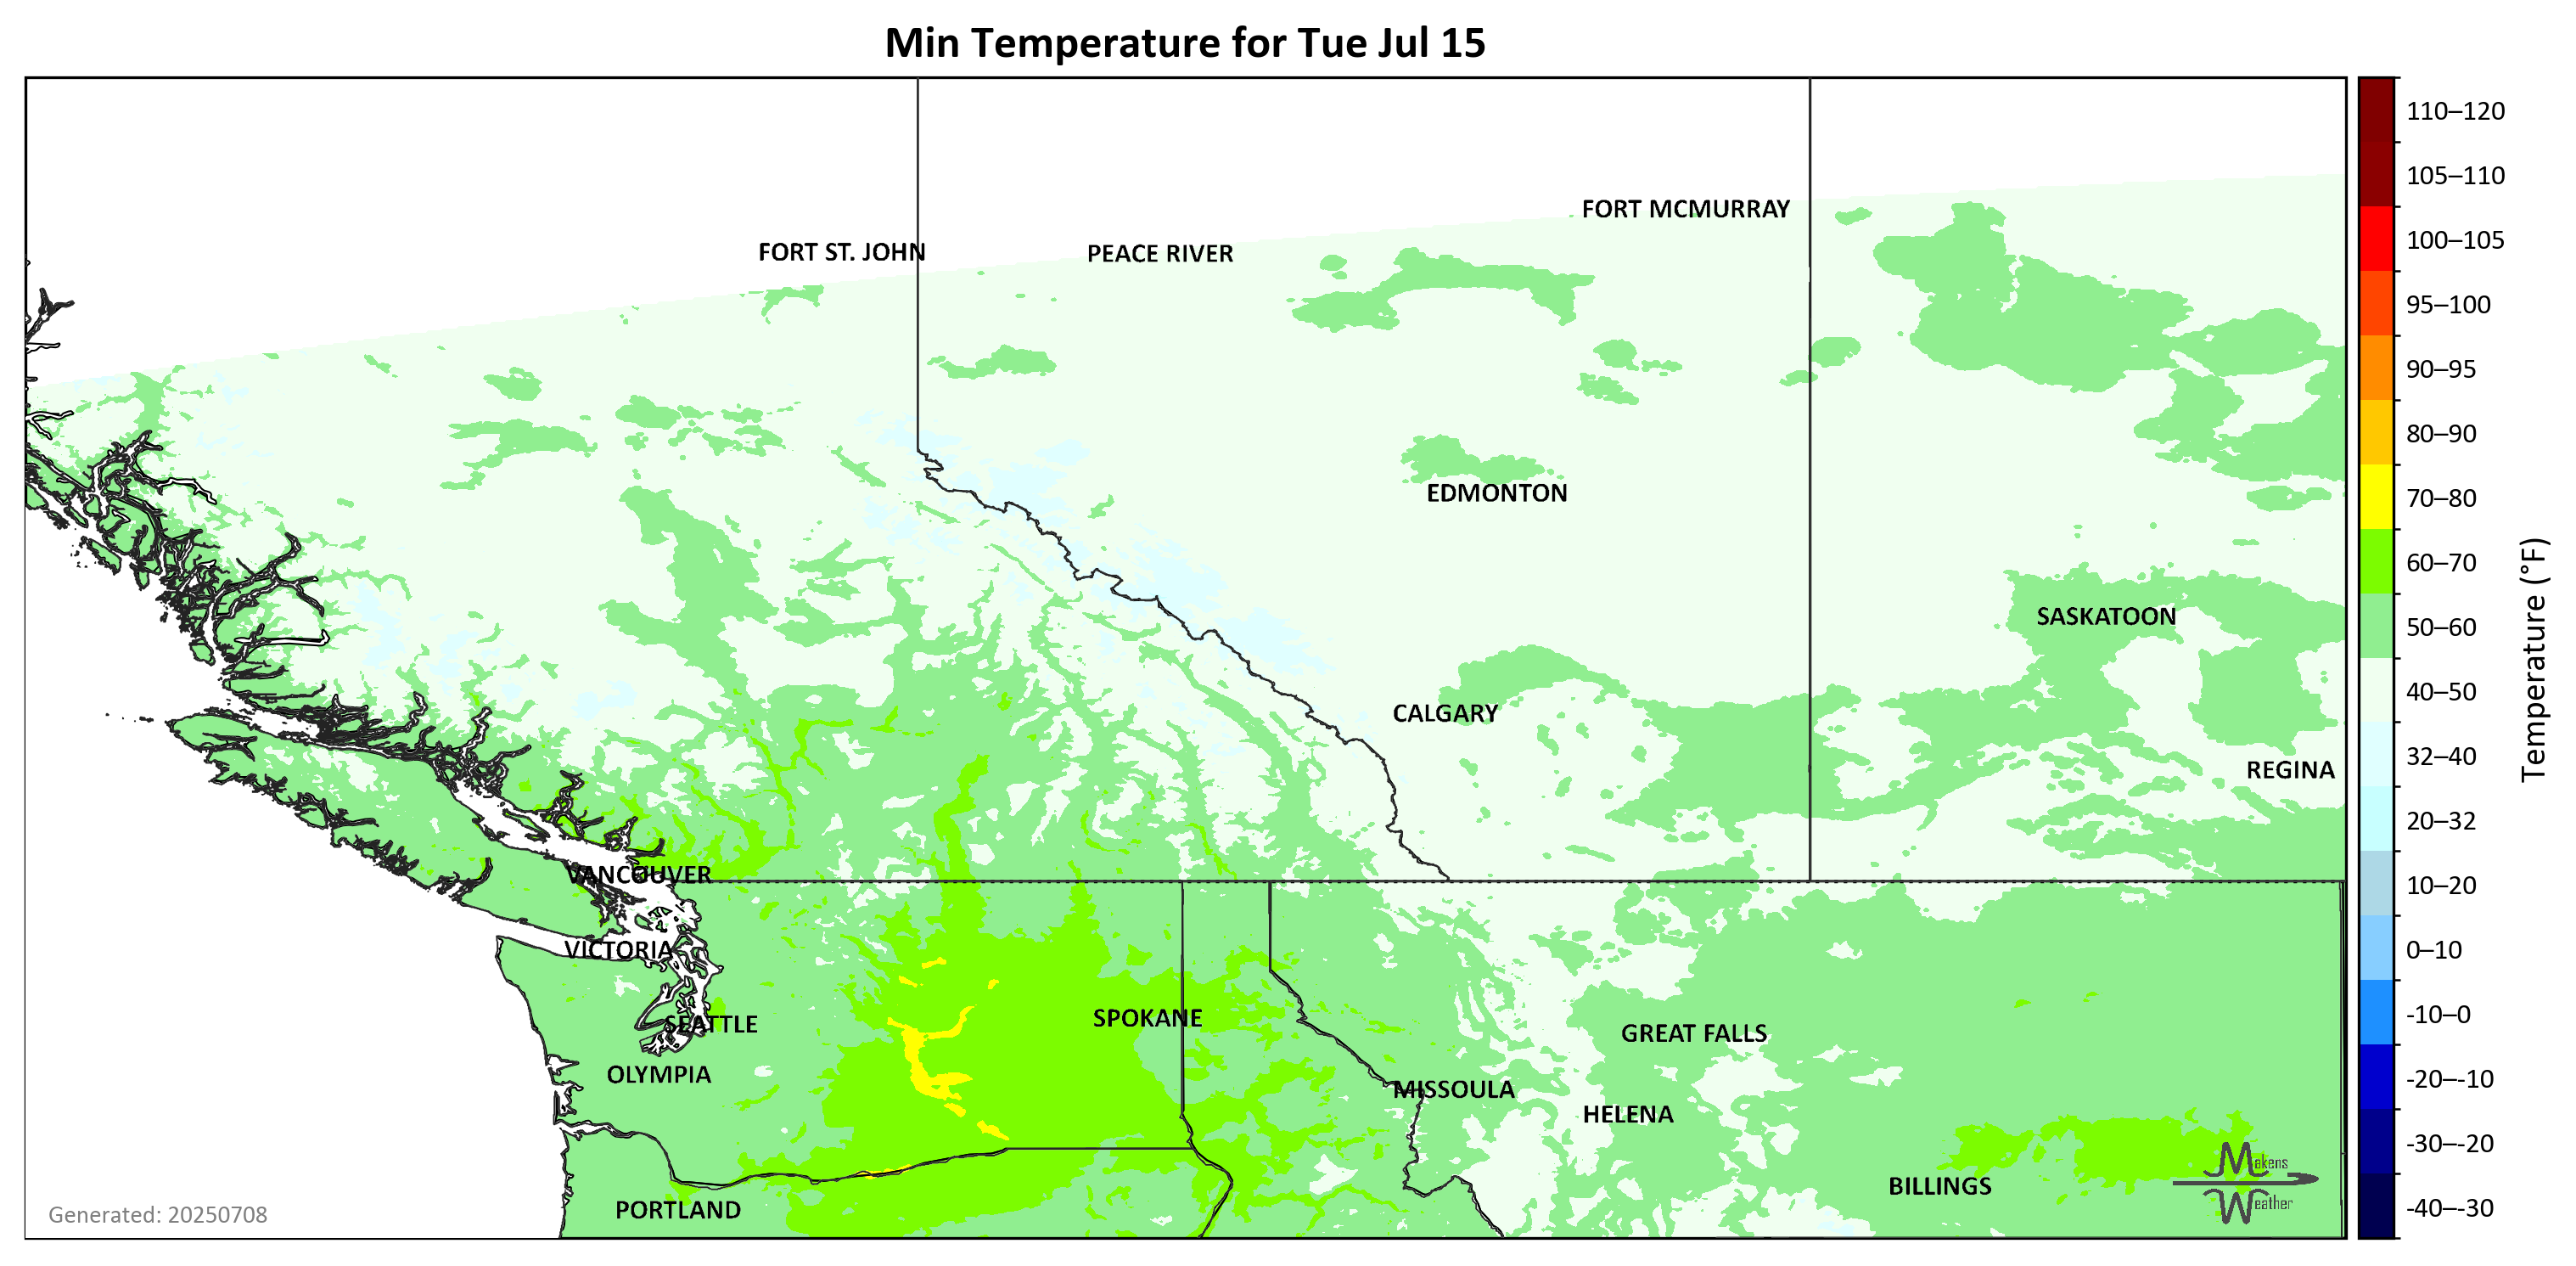 Min Temperature for Tue Jul 15
110–120
105–110
FORT MCMURRAY
100–105
FORT ST. JOHN
PEACE RIVER
95–100
90–95
80–90
EDMONTON
70–80
60–70
SASKATOON
50–60
Temperature (°F)
40–50
CALGARY
REGINA
32–40
20–32
VANCOUVER
10–20
VICTORIA
0–10
SPOKANE
SEATTLE
GREAT FALLS
-10–0
OLYMPIA
MISSOULA
-20–-10
HELENA
-30–-20
Makens
BILLINGS
Weather
PORTLAND
-40–-30
Generated: 20250708